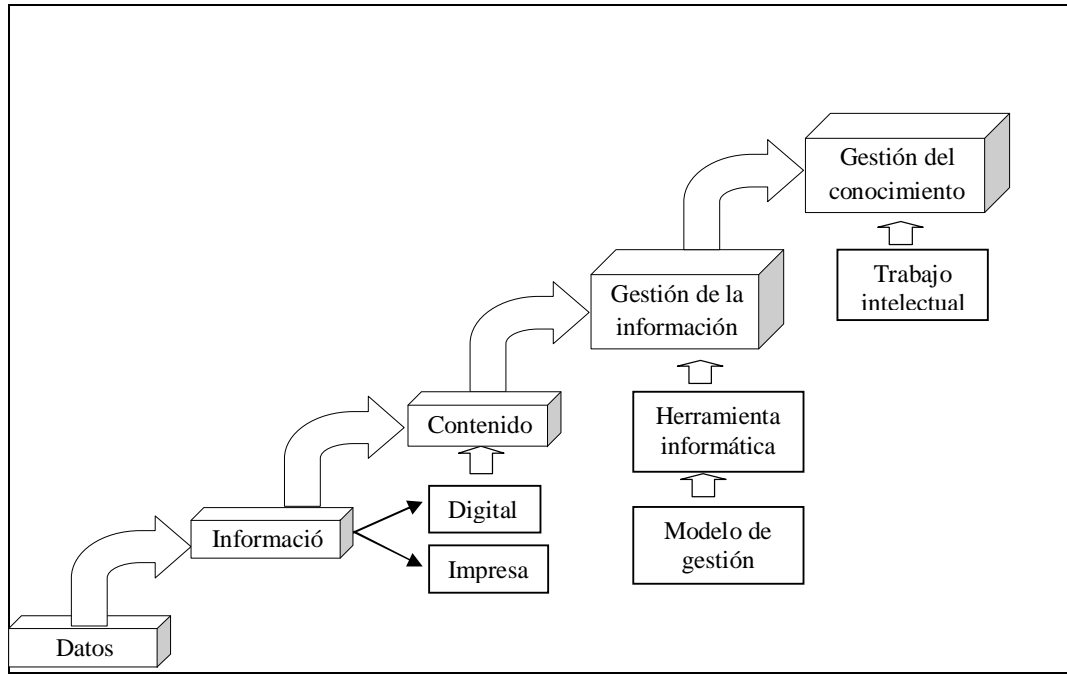 Gestión del
conocimiento
Trabajo
intelectual
Gestión de la
información
Contenido
Herramienta
informática
Informació
Digital
Impresa
Modelo de
gestión
Datos